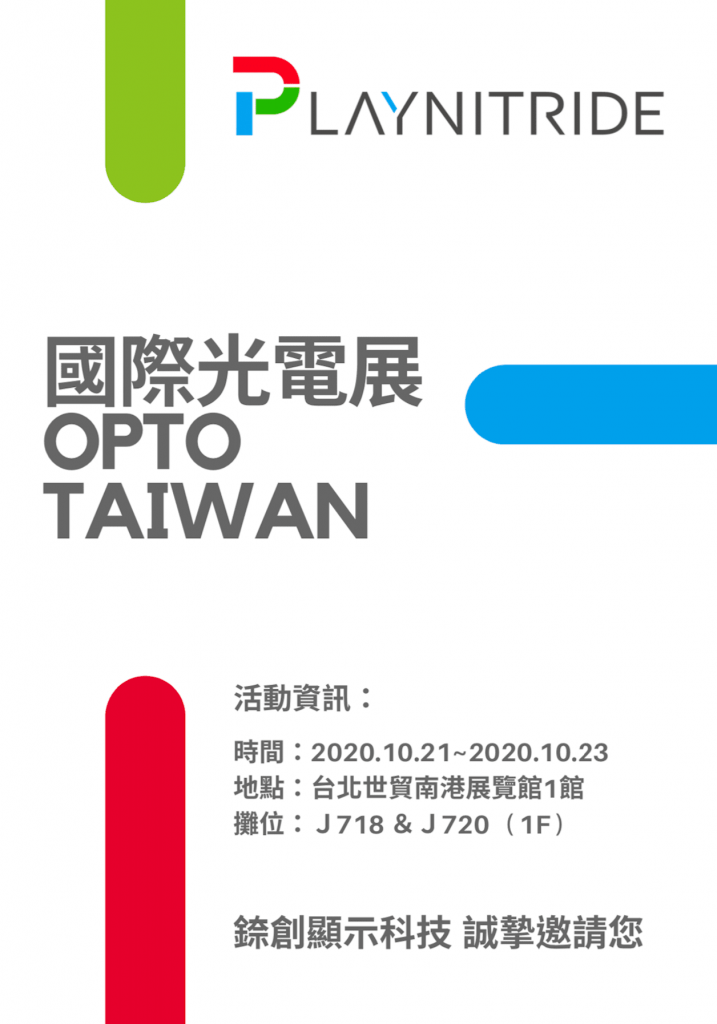 PLAYNITRIDE
國際光電展
OPTO
TAIWAN
活動資訊：
時間：2020.10.21~2020.10.23
地點：台北世貿南港展覽館1館
攤位：J718 & J720（1F）
錼創顯示科技 誠摯邀請您